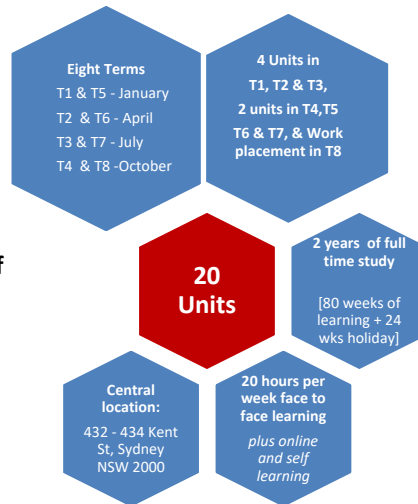 Eight Terms
T1 & T5 - January
T2 & T6 - April
T3 & T7 - July
T4 & T8 -October
4 Units in
T1, T2 & T3,
2 units in T4,T5
T6 & T7, & Work
placement in T8
f
20
Units
2 years of full
time study
[80 weeks of
learning + 24
wks holiday]
Central
location:
432 - 434 Kent
St, Sydney
NSW 2000
20 hours per
week face to
face learning
plus online
and self
learning